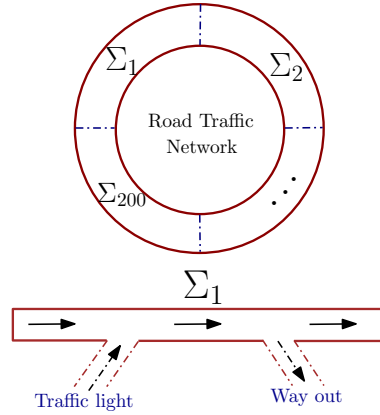 Σ₁
Σ₂
Road Traffic
Network
Σ₂₀₀
...
Σ₁
Traffic light
Way out